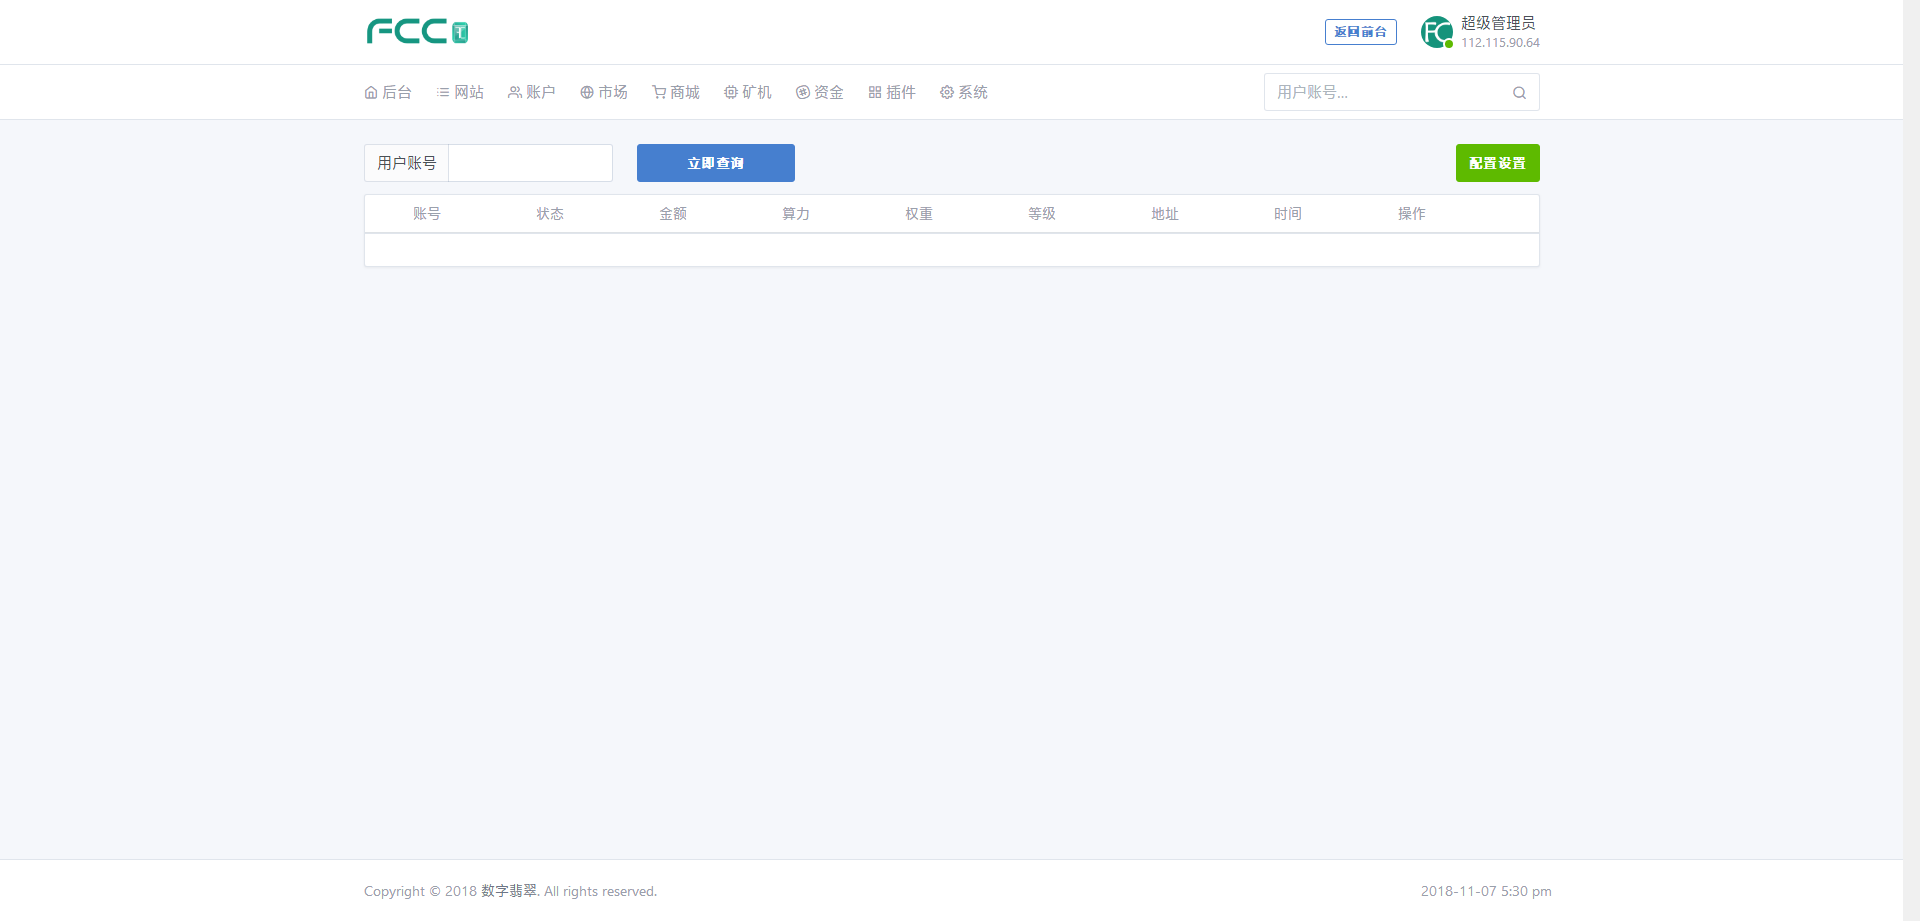 FCC
返回前台
FC
超级管理员
112.115.90.64
后台 网站 账户 市场 商城 矿机 资金 插件 系统
用户账号...
用户账号
立即查询
配置设置
账号 状态 金额 算力 权重 等级 地址 时间 操作
Copyright © 2018 数字翡翠. All rights reserved.
2018-11-07 5:30 pm